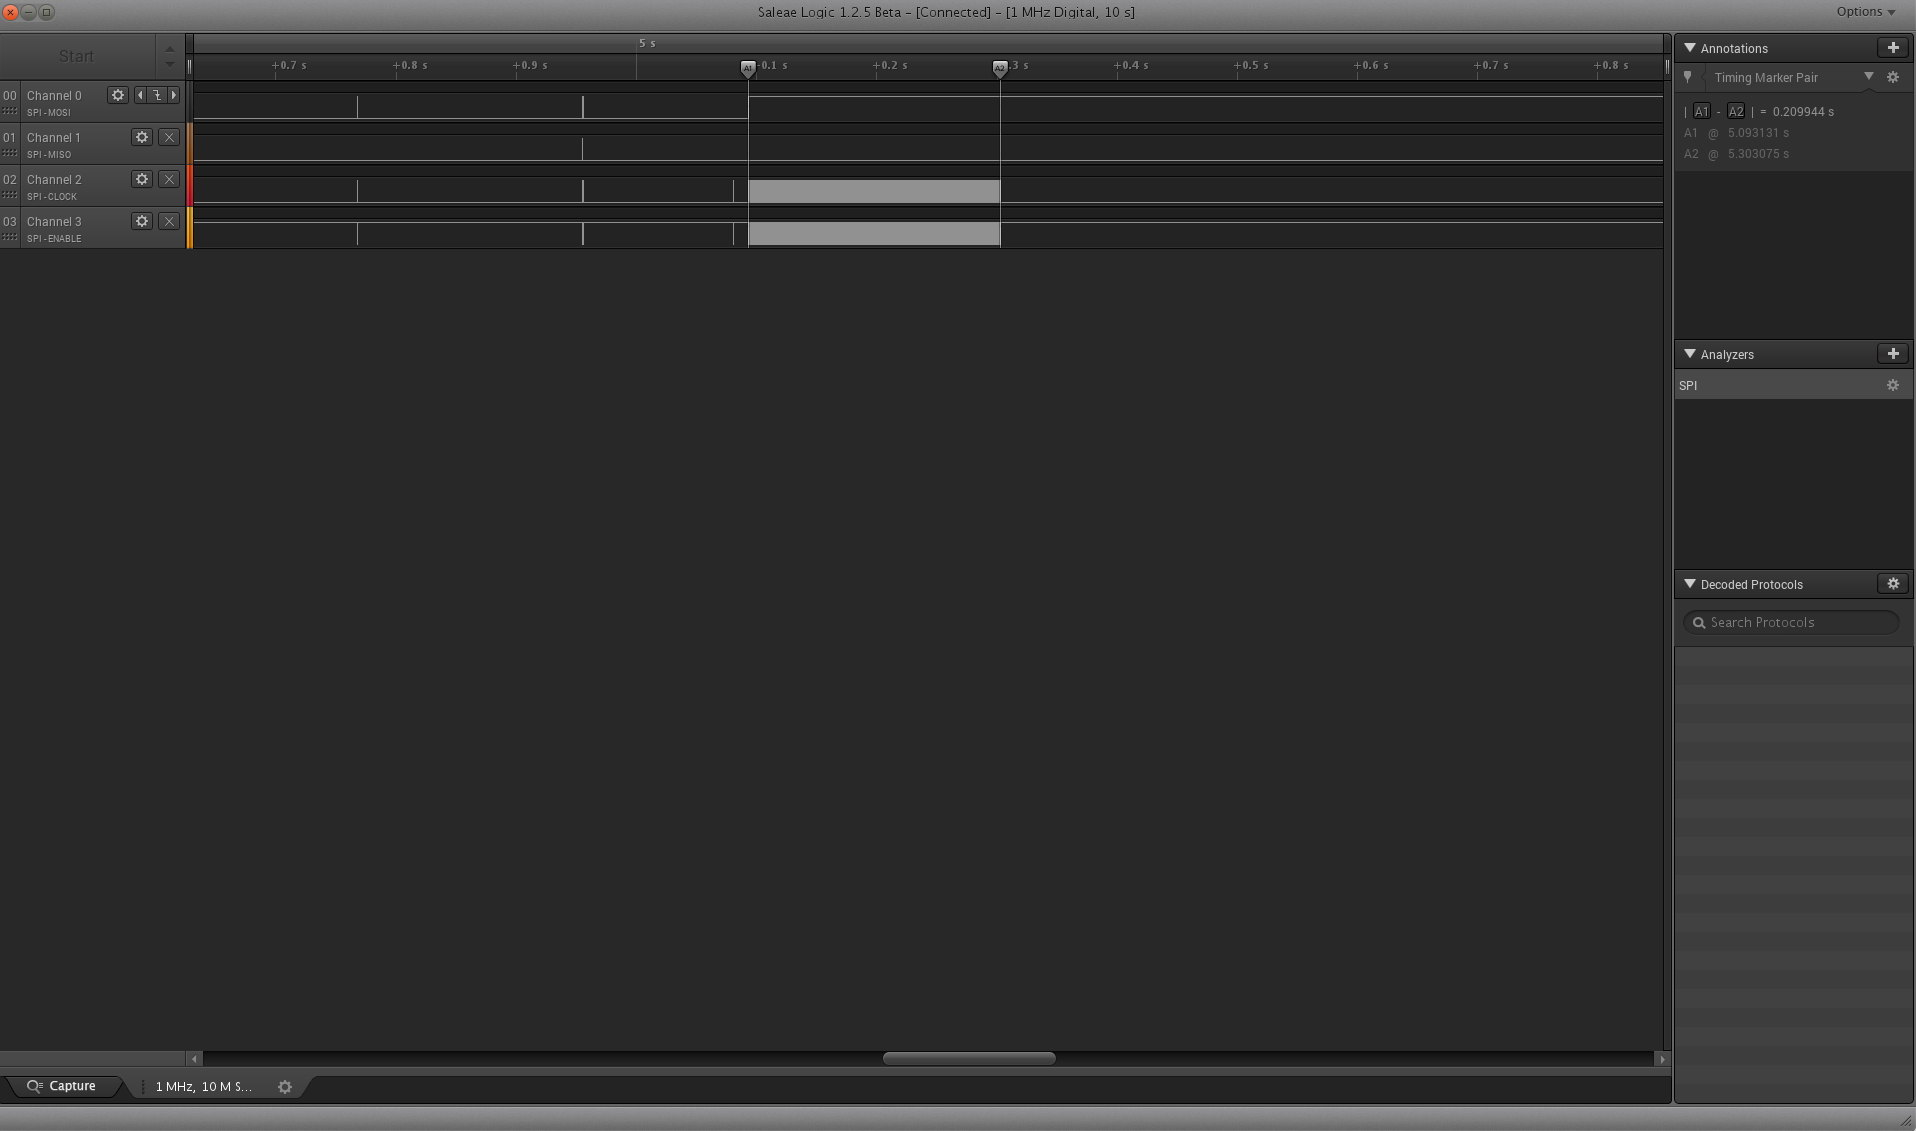 Saleae Logic 1.2.5 Beta - [Connected] - [1 MHz Digital, 10 s]
Options
Start
5 s
+0.7 s +0.8 s +0.9 s A1 0.1 s +0.2 s A2 .3 s +0.4 s +0.5 s +0.6 s +0.7 s +0.8 s
00 Channel 0
SPI - MOSI
01 Channel 1
SPI - MISO
02 Channel 2
SPI - CLOCK
03 Channel 3
SPI - ENABLE
Annotations
Timing Marker Pair
| A1 - A2 | = 0.209944 s
A1 @ 5.093131 s
A2 @ 5.303075 s
Analyzers
SPI
Decoded Protocols
Search Protocols
Capture
1 MHz, 10 M S...